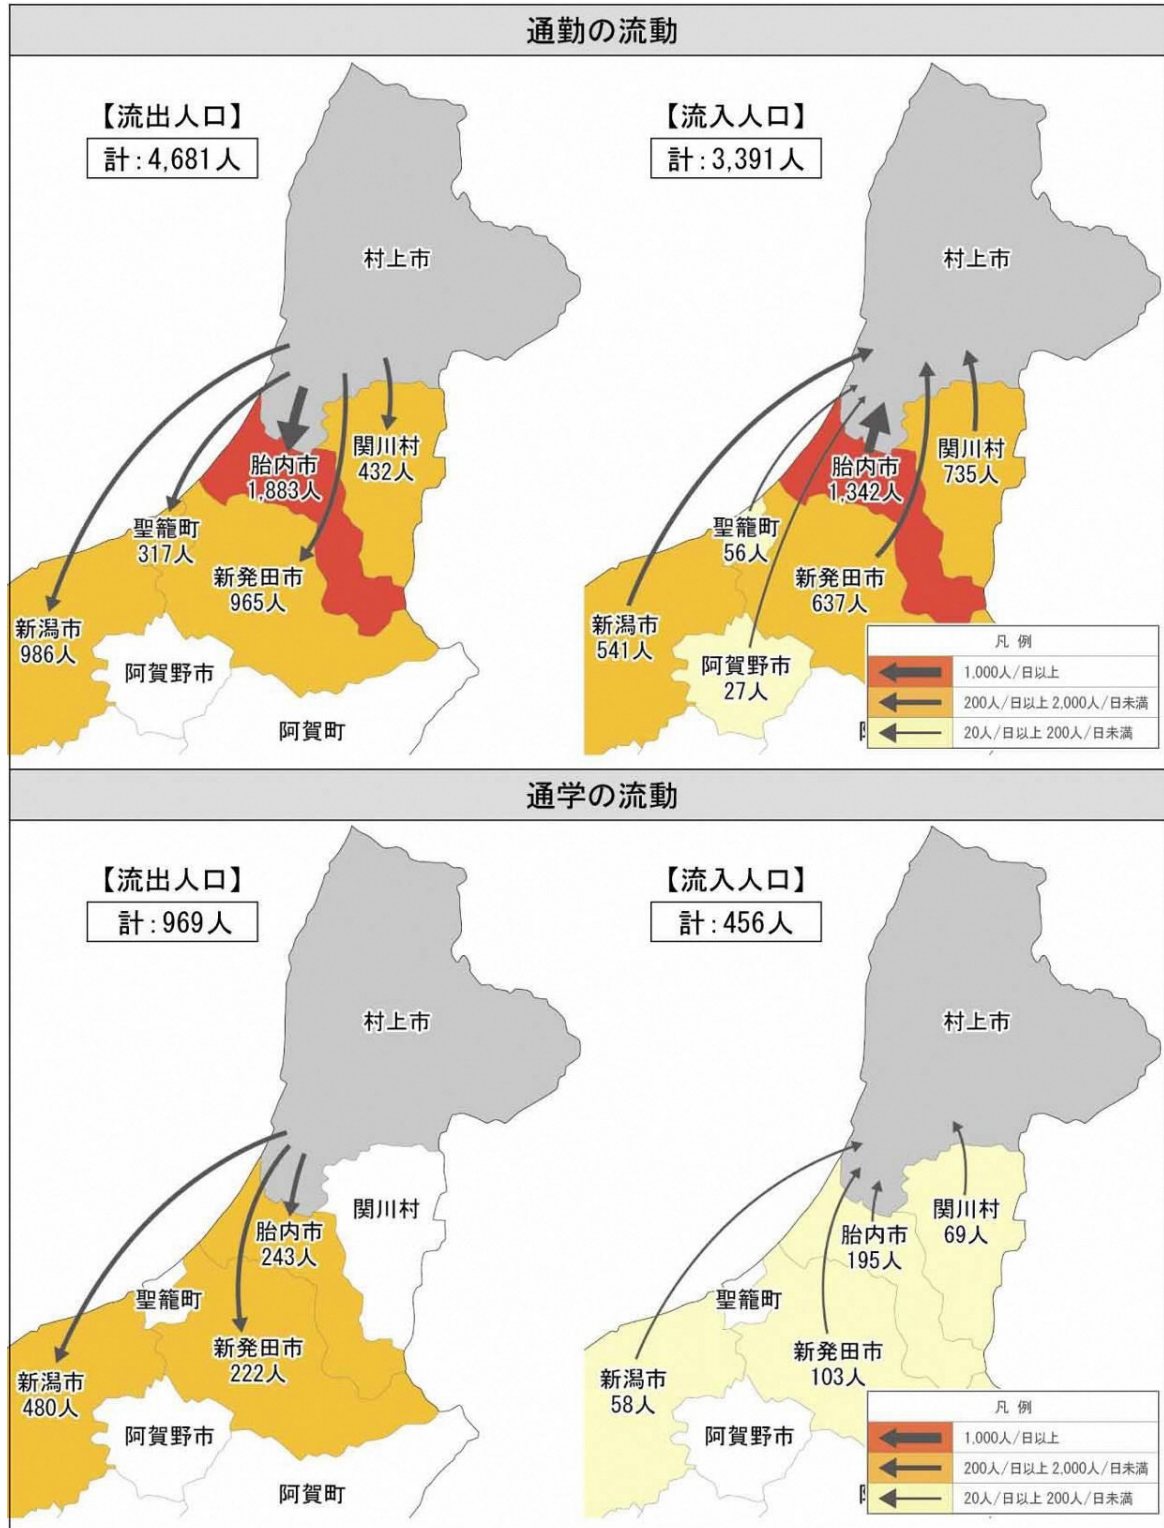 通勤の流動
【流出人口】
計:4,681人
村上市
関川村
432人
胎内市
1,883人
聖籠町
317人
新発田市
965人
新潟市
986人
阿賀野市
阿賀町
【流入人口】
計:3,391人
村上市
関川村
735人
胎内市
1,342人
聖籠町
56人
新発田市
637人
新潟市
541人
阿賀野市
27人
凡 例
1,000人/日以上
200人/日以上 2,000人/日未満
20人/日以上 200人/日未満
通学の流動
【流出人口】
計:969人
村上市
関川村
胎内市
243人
聖籠町
新発田市
222人
新潟市
480人
阿賀野市
阿賀町
【流入人口】
計:456人
村上市
関川村
69人
胎内市
195人
聖籠町
新発田市
103人
新潟市
58人
阿賀野市
凡 例
1,000人/日以上
200人/日以上 2,000人/日未満
20人/日以上 200人/日未満